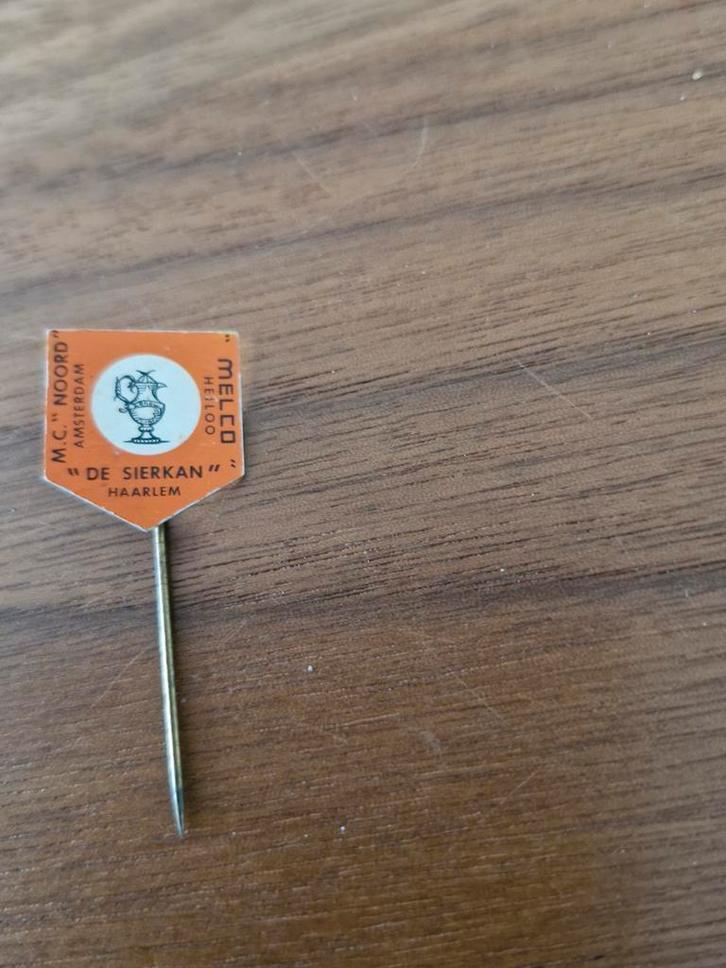 M.C. "NOORD"
AMSTERDAM
"MELCO"
HEILOO
"DE SIERKAN"
HAARLEM